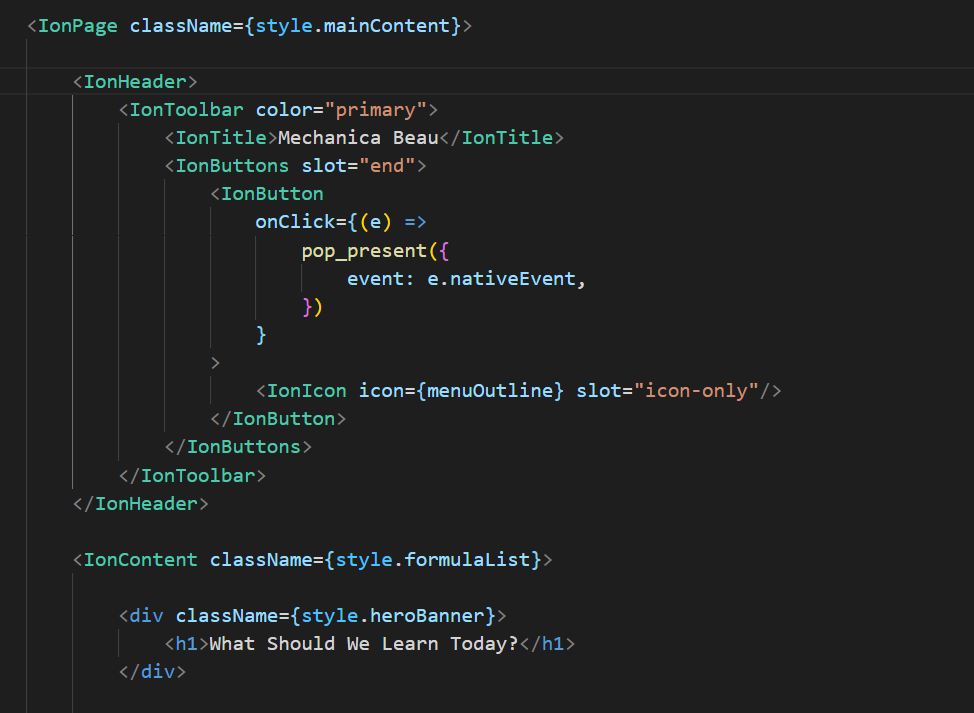 <IonPage className={style.mainContent}>
<IonHeader>
<IonToolbar color="primary">
<IonTitle>Mechanica Beau</IonTitle>
<IonButtons slot="end">
<IonButton
onClick={(e) =>
pop_present({
event: e.nativeEvent,
})
}
>
<IonIcon icon={menuOutline} slot="icon-only"/>
</IonButton>
</IonButtons>
</IonToolbar>
</IonHeader>
<IonContent className={style.formulaList}>
<div className={style.heroBanner}>
<h1>What Should We Learn Today?</h1>
</div>